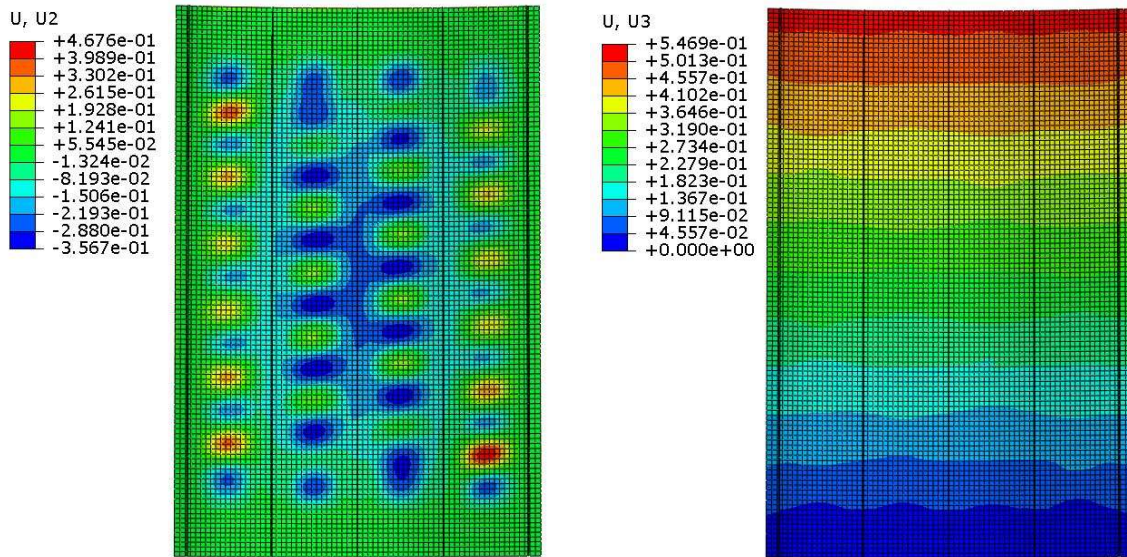 U, U2
+4.676e-01
+3.989e-01
+3.302e-01
+2.615e-01
+1.928e-01
+1.241e-01
+5.545e-02
-1.324e-02
-8.193e-02
-1.506e-01
-2.193e-01
-2.880e-01
-3.567e-01
U, U3
+5.469e-01
+5.013e-01
+4.557e-01
+4.102e-01
+3.646e-01
+3.190e-01
+2.734e-01
+2.279e-01
+1.823e-01
+1.367e-01
+9.115e-02
+4.557e-02
+0.000e+00